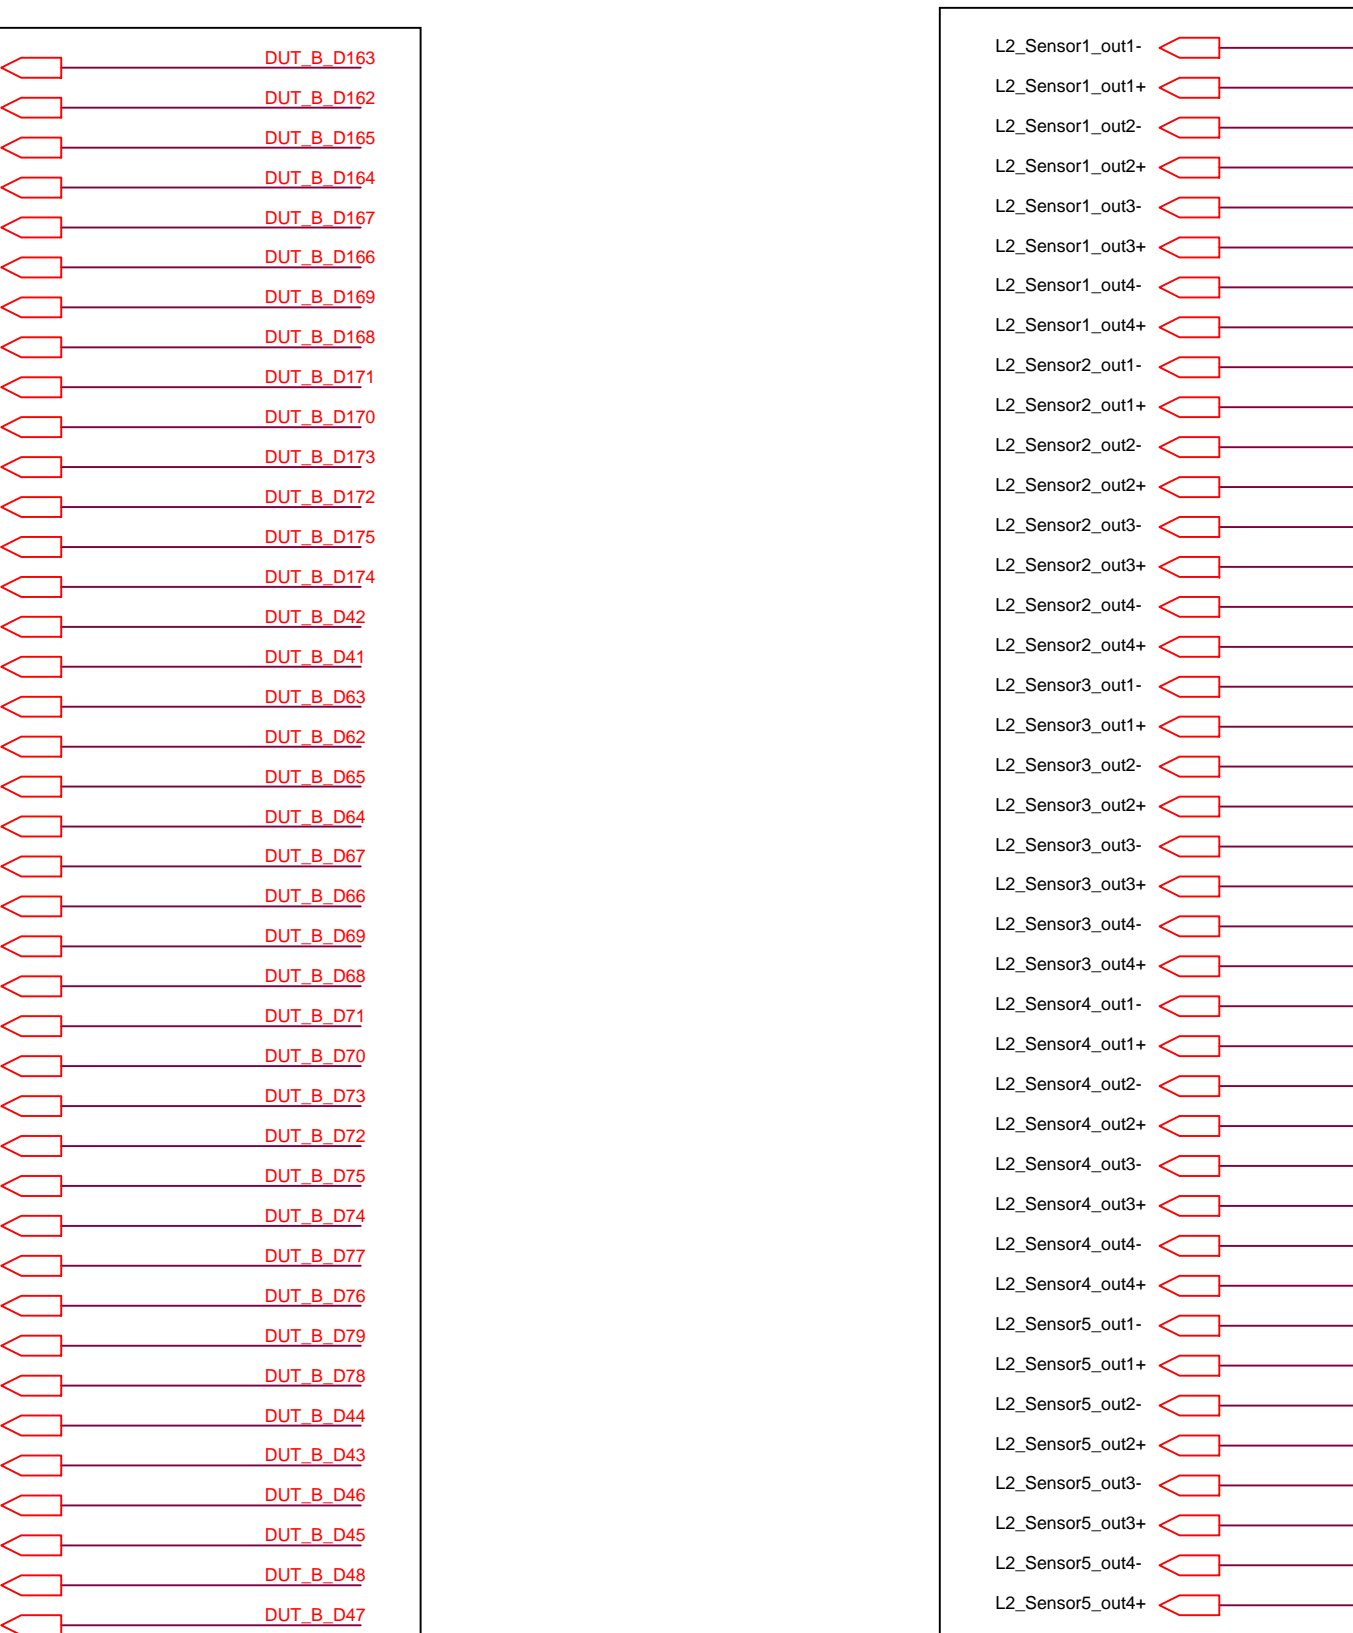 DUT_B_D163
DUT_B_D162
DUT_B_D165
DUT_B_D164
DUT_B_D167
DUT_B_D166
DUT_B_D169
DUT_B_D168
DUT_B_D171
DUT_B_D170
DUT_B_D173
DUT_B_D172
DUT_B_D175
DUT_B_D174
DUT_B_D42
DUT_B_D41
DUT_B_D63
DUT_B_D62
DUT_B_D65
DUT_B_D64
DUT_B_D67
DUT_B_D66
DUT_B_D69
DUT_B_D68
DUT_B_D71
DUT_B_D70
DUT_B_D73
DUT_B_D72
DUT_B_D75
DUT_B_D74
DUT_B_D77
DUT_B_D76
DUT_B_D79
DUT_B_D78
DUT_B_D44
DUT_B_D43
DUT_B_D46
DUT_B_D45
DUT_B_D48
DUT_B_D47
L2_Sensor1_out1-
L2_Sensor1_out1+
L2_Sensor1_out2-
L2_Sensor1_out2+
L2_Sensor1_out3-
L2_Sensor1_out3+
L2_Sensor1_out4-
L2_Sensor1_out4+
L2_Sensor2_out1-
L2_Sensor2_out1+
L2_Sensor2_out2-
L2_Sensor2_out2+
L2_Sensor2_out3-
L2_Sensor2_out3+
L2_Sensor2_out4-
L2_Sensor2_out4+
L2_Sensor3_out1-
L2_Sensor3_out1+
L2_Sensor3_out2-
L2_Sensor3_out2+
L2_Sensor3_out3-
L2_Sensor3_out3+
L2_Sensor3_out4-
L2_Sensor3_out4+
L2_Sensor4_out1-
L2_Sensor4_out1+
L2_Sensor4_out2-
L2_Sensor4_out2+
L2_Sensor4_out3-
L2_Sensor4_out3+
L2_Sensor4_out4-
L2_Sensor4_out4+
L2_Sensor5_out1-
L2_Sensor5_out1+
L2_Sensor5_out2-
L2_Sensor5_out2+
L2_Sensor5_out3-
L2_Sensor5_out3+
L2_Sensor5_out4-
L2_Sensor5_out4+